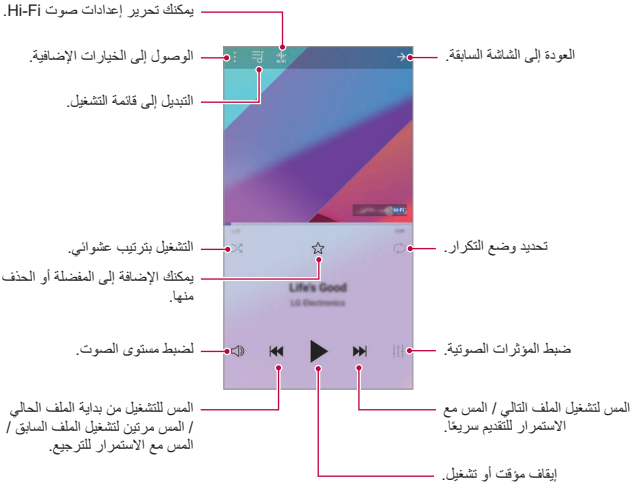 يمكنك تحرير إعدادات صوت Hi-Fi.
العودة إلى الشاشة السابقة.
الوصول إلى الخيارات الإضافية.
التبديل إلى قائمة التشغيل.
HI-FI
تحديد وضع التكرار.
التشغيل بترتيب عشوائي.
يمكنك الإضافة إلى المفضلة أو الحذف
منها.
Life's Good
LG Electronics
ضبط المؤثرات الصوتية.
لضبط مستوى الصوت.
المس لتشغيل الملف التالي / المس مع
الاستمرار للتقديم سريعًا.
المس للتشغيل من بداية الملف الحالي
/ المس مرتين لتشغيل الملف السابق /
المس مع الاستمرار للترجيع.
إيقاف مؤقت أو تشغيل.